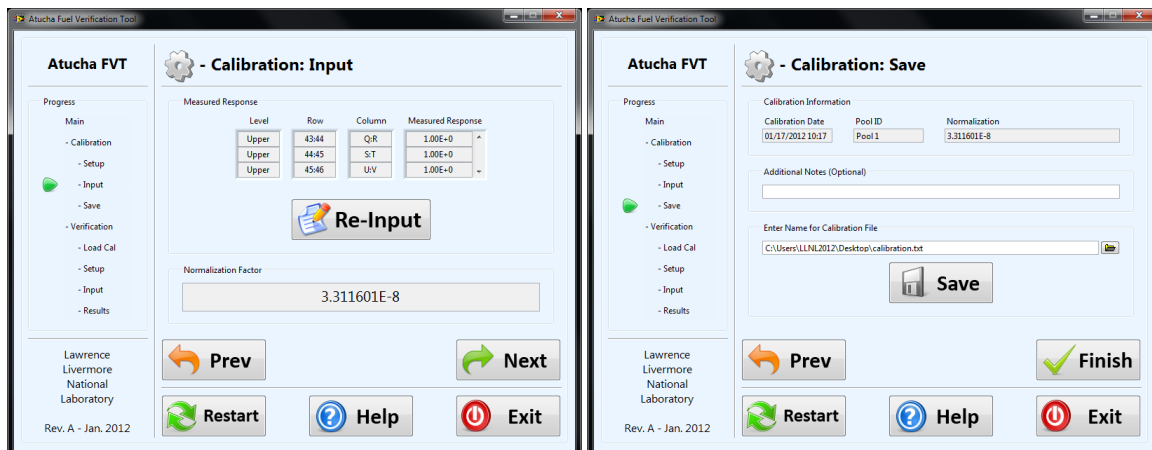 Atucha Fuel Verification Tool
Atucha FVT
- Calibration: Input
Progress
Main
- Calibration
- Setup
- Input
- Save
- Verification
- Load Cal
- Setup
- Input
- Results
Lawrence
Livermore
National
Laboratory
Rev. A - Jan. 2012
Measured Response
Level Row Column Measured Response
Upper 43:44 Q:R 1.00E+0
Upper 44:45 S:T 1.00E+0
Upper 45:46 U:V 1.00E+0
Re-Input
Normalization Factor
3.311601E-8
Prev Next
Restart Help Exit
Atucha Fuel Verification Tool
Atucha FVT
- Calibration: Save
Progress
Main
- Calibration
- Setup
- Input
- Save
- Verification
- Load Cal
- Setup
- Input
- Results
Lawrence
Livermore
National
Laboratory
Rev. A - Jan. 2012
Calibration Information
Calibration Date Pool ID Normalization
01/17/2012 10:17 Pool 1 3.311601E-8
Additional Notes (Optional)
Enter Name for Calibration File
C:\Users\LLNL2012\Desktop\calibration.txt
Save
Prev Finish
Restart Help Exit